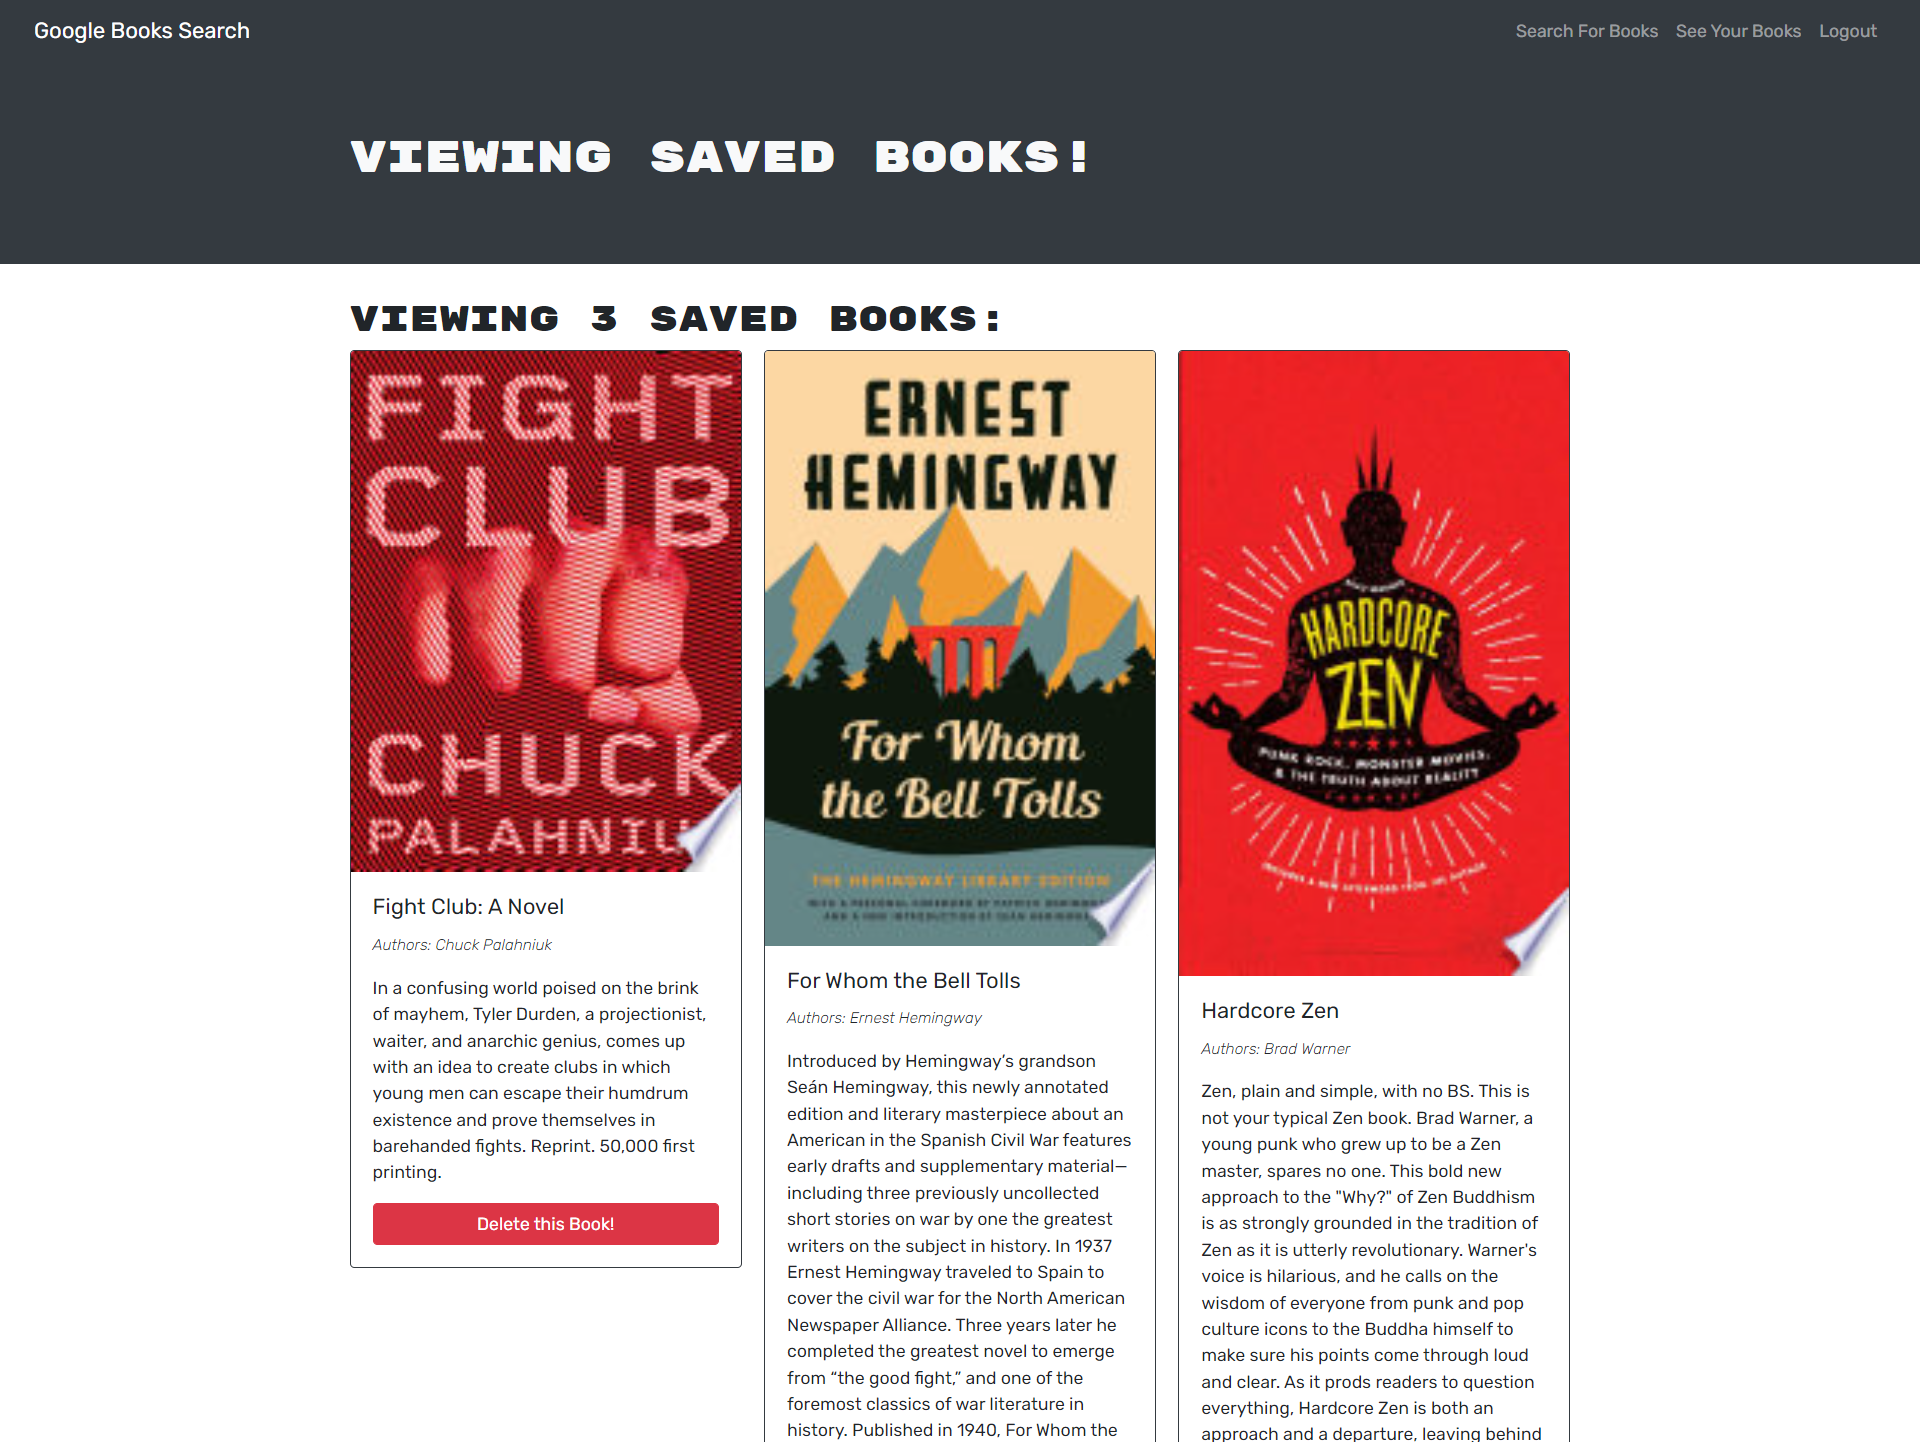 Google Books Search
Search For Books
See Your Books
Logout
VIEWING SAVED BOOKS!
VIEWING 3 SAVED BOOKS:
FIGHT
CLUB
CHUCK
PALAHNIU
Fight Club: A Novel
Authors: Chuck Palahniuk
In a confusing world poised on the brink
of mayhem, Tyler Durden, a projectionist,
waiter, and anarchic genius, comes up
with an idea to create clubs in which
young men can escape their humdrum
existence and prove themselves in
barehanded fights. Reprint. 50,000 first
printing.
Delete this Book!
ERNEST
HEMINGWAY
For Whom
the Bell Tolls
THE HEMINGWAY LIBRARY EDITION
WITH A PERSONAL FOREWORD BY PATRICK HEMINGWAY
AND A NEW INTRODUCTION BY SEÁN HEMINGWAY
For Whom the Bell Tolls
Authors: Ernest Hemingway
Introduced by Hemingway’s grandson
Seán Hemingway, this newly annotated
edition and literary masterpiece about an
American in the Spanish Civil War features
early drafts and supplementary material—
including three previously uncollected
short stories on war by one the greatest
writers on the subject in history. In 1937
Ernest Hemingway traveled to Spain to
cover the civil war for the North American
Newspaper Alliance. Three years later he
completed the greatest novel to emerge
from “the good fight,” and one of the
foremost classics of war literature in
history. Published in 1940, For Whom the
HARDCORE
ZEN
PUNK ROCK, MONSTER MOVIES,
& THE TRUTH ABOUT REALITY
Hardcore Zen
Authors: Brad Warner
Zen, plain and simple, with no BS. This is
not your typical Zen book. Brad Warner, a
young punk who grew up to be a Zen
master, spares no one. This bold new
approach to the "Why?" of Zen Buddhism
is as strongly grounded in the tradition of
Zen as it is utterly revolutionary. Warner's
voice is hilarious, and he calls on the
wisdom of everyone from punk and pop
culture icons to the Buddha himself to
make sure his points come through loud
and clear. As it prods readers to question
everything, Hardcore Zen is both an
approach and a departure, leaving behind